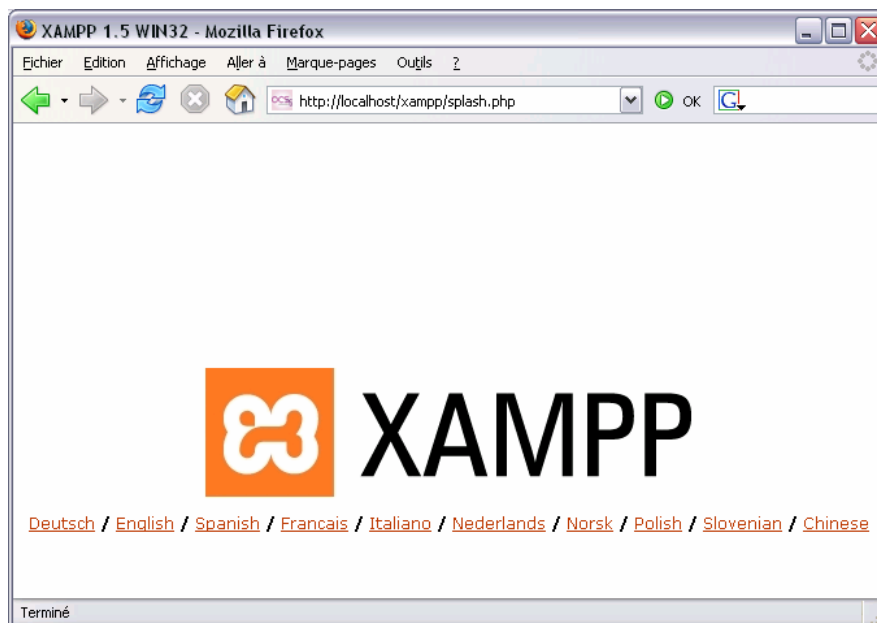 XAMPP 1.5 WIN32 - Mozilla Firefox
Fichier Edition Affichage Aller à Marque-pages Outils ?
http://localhost/xampp/splash.php OK G
XAMPP
Deutsch / English / Spanish / Francais / Italiano / Nederlands / Norsk / Polish / Slovenian / Chinese
Terminé